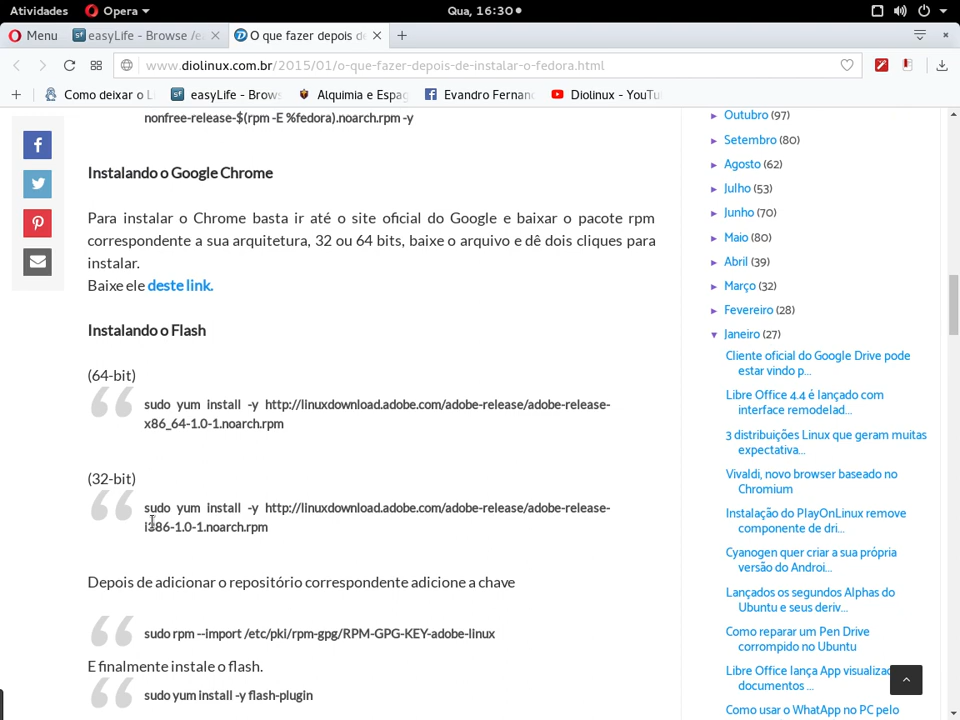 Atividades Opera Qua, 16:30
Menu easyLife - Browse /ea O que fazer depois de
www.diolinux.com.br/2015/01/o-que-fazer-depois-de-instalar-o-fedora.html
Como deixar o L easyLife - Brows Alquimia e Espaç Evandro Fernan Diolinux - YouTu
nonfree-release-$(rpm -E %fedora).noarch.rpm -y
Instalando o Google Chrome
Para instalar o Chrome basta ir até o site oficial do Google e baixar o pacote rpm
correspondente a sua arquitetura, 32 ou 64 bits, baixe o arquivo e dê dois cliques para
instalar.
Baixe ele deste link.
Instalando o Flash
(64-bit)
sudo yum install -y http://linuxdownload.adobe.com/adobe-release/adobe-release-
x86_64-1.0-1.noarch.rpm
(32-bit)
sudo yum install -y http://linuxdownload.adobe.com/adobe-release/adobe-release-
i386-1.0-1.noarch.rpm
Depois de adicionar o repositório correspondente adicione a chave
sudo rpm --import /etc/pki/rpm-gpg/RPM-GPG-KEY-adobe-linux
E finalmente instale o flash.
sudo yum install -y flash-plugin
Outubro (97)
Setembro (80)
Agosto (62)
Julho (53)
Junho (70)
Maio (80)
Abril (39)
Março (32)
Fevereiro (28)
Janeiro (27)
Cliente oficial do Google Drive pode
estar vindo p...
Libre Office 4.4 é lançado com
interface remodelad...
3 distribuições Linux que geram muitas
expectativa...
Vivaldi, novo browser baseado no
Chromium
Instalação do PlayOnLinux remove
componente de dri...
Cyanogen quer criar a sua própria
versão do Androi...
Lançados os segundos Alphas do
Ubuntu e seus deriv...
Como reparar um Pen Drive
corrompido no Ubuntu
Libre Office lança App visualizad
documentos ...
Como usar o WhatApp no PC pelo